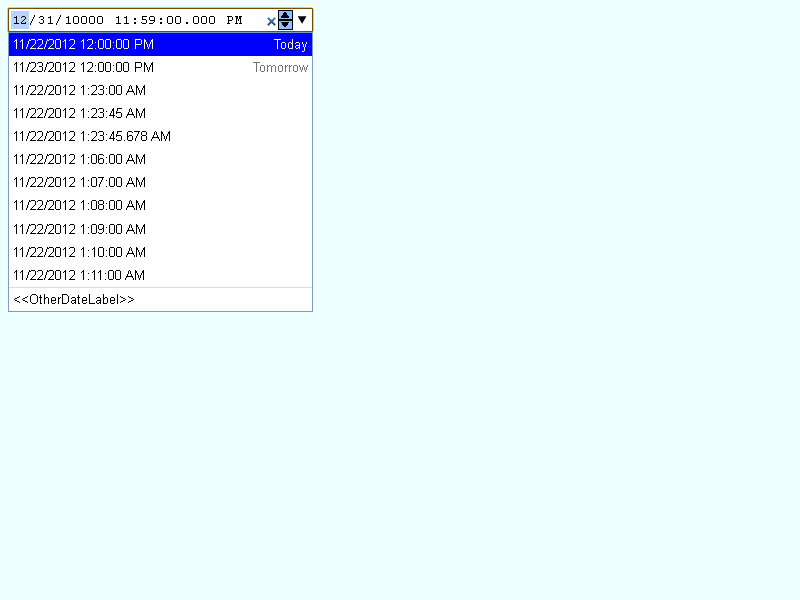 12/31/10000 11:59:00.000 PM
11/22/2012 12:00:00 PM Today
11/23/2012 12:00:00 PM Tomorrow
11/22/2012 1:23:00 AM
11/22/2012 1:23:45 AM
11/22/2012 1:23:45.678 AM
11/22/2012 1:06:00 AM
11/22/2012 1:07:00 AM
11/22/2012 1:08:00 AM
11/22/2012 1:09:00 AM
11/22/2012 1:10:00 AM
11/22/2012 1:11:00 AM
<<OtherDateLabel>>